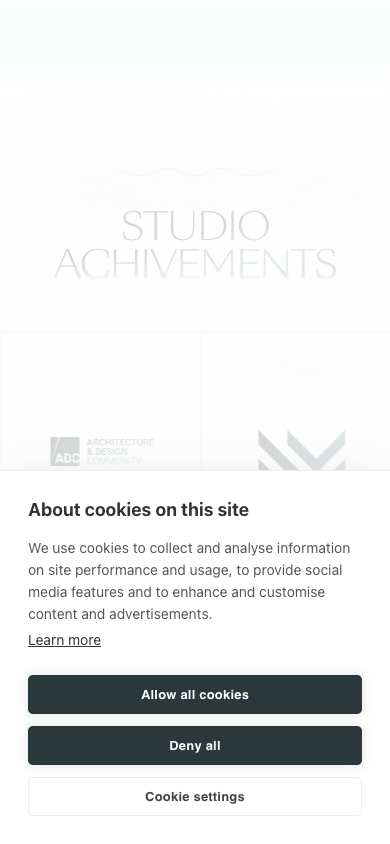 STUDIO
ACHIVEMENTS
ABC
ARCHITECTURE
& DESIGN
COMMUNITY
About cookies on this site
We use cookies to collect and analyse information
on site performance and usage, to provide social
media features and to enhance and customise
content and advertisements.
Learn more
Allow all cookies
Deny all
Cookie settings